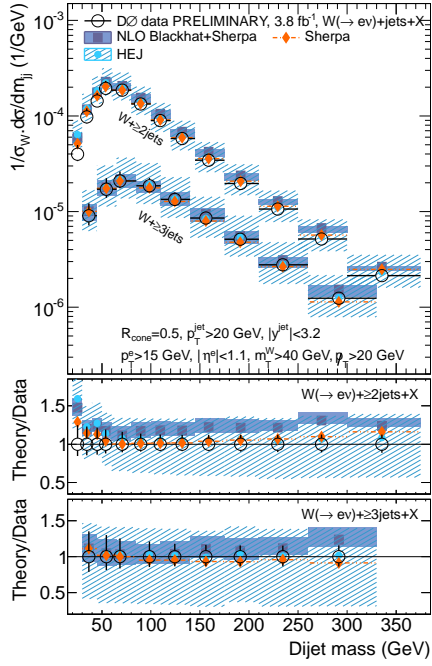 DØ data PRELIMINARY, 3.8 fb⁻¹, W(→ eν)+jets+X
NLO Blackhat+Sherpa Sherpa
HEJ
1/σ_W.dσ/dm_jj (1/GeV)
10⁻³
10⁻⁴
10⁻⁵
10⁻⁶
W+≥2jets
W+≥3jets
R_cone=0.5, p_T^jet>20 GeV, |y^jet|<3.2
p_T^e>15 GeV, |η^e|<1.1, m_T^W>40 GeV, p̸_T>20 GeV
Theory/Data
1.5
1
0.5
W(→ eν)+≥2jets+X
Theory/Data
1.5
1
0.5
W(→ eν)+≥3jets+X
50 100 150 200 250 300 350
Dijet mass (GeV)